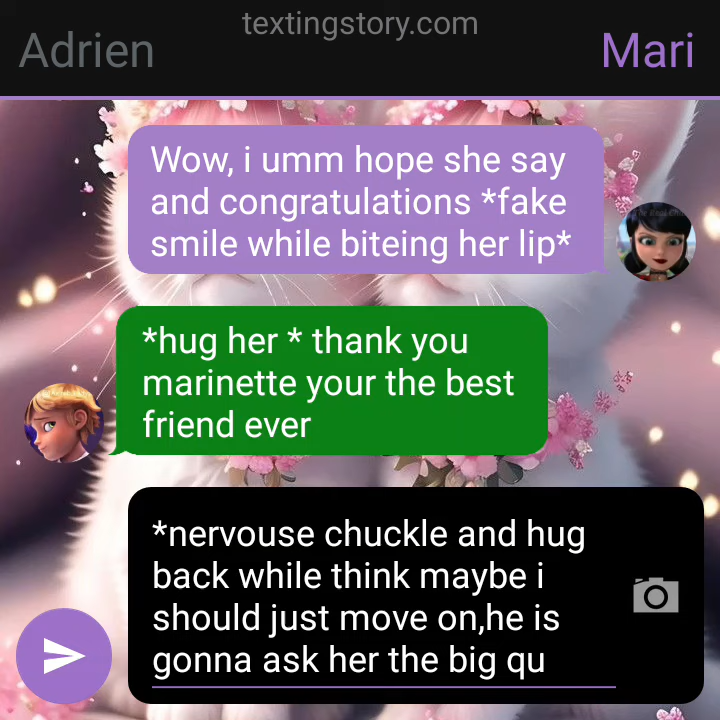 textingstory.com
Adrien
Mari
Wow, i umm hope she say
and congratulations *fake
smile while biteing her lip*
*hug her * thank you
marinette your the best
friend ever
*nervouse chuckle and hug
back while think maybe i
should just move on,he is
gonna ask her the big qu